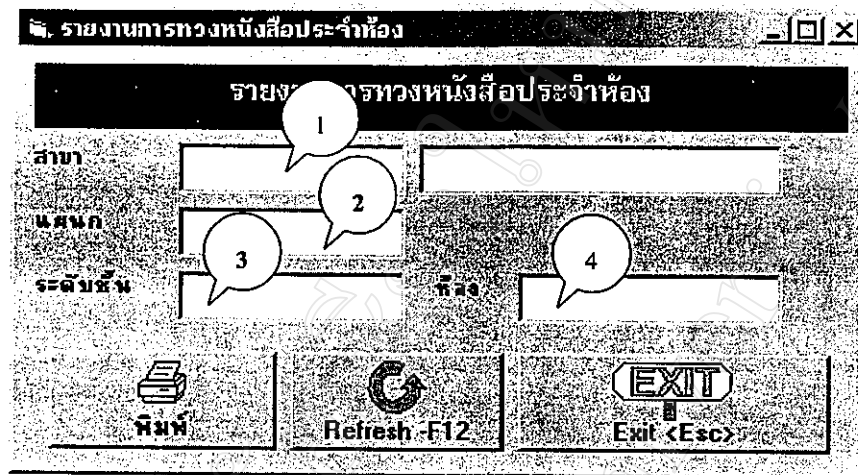 รายงานการทวงหนังสือประจำห้อง
รายง รทวงหนังสือประจำห้อง
1
สาขา
2
แผนก
3
4
ระดับชั้น
ห้อง
EXIT
พิมพ์
Refresh -F12
Exit <Esc>